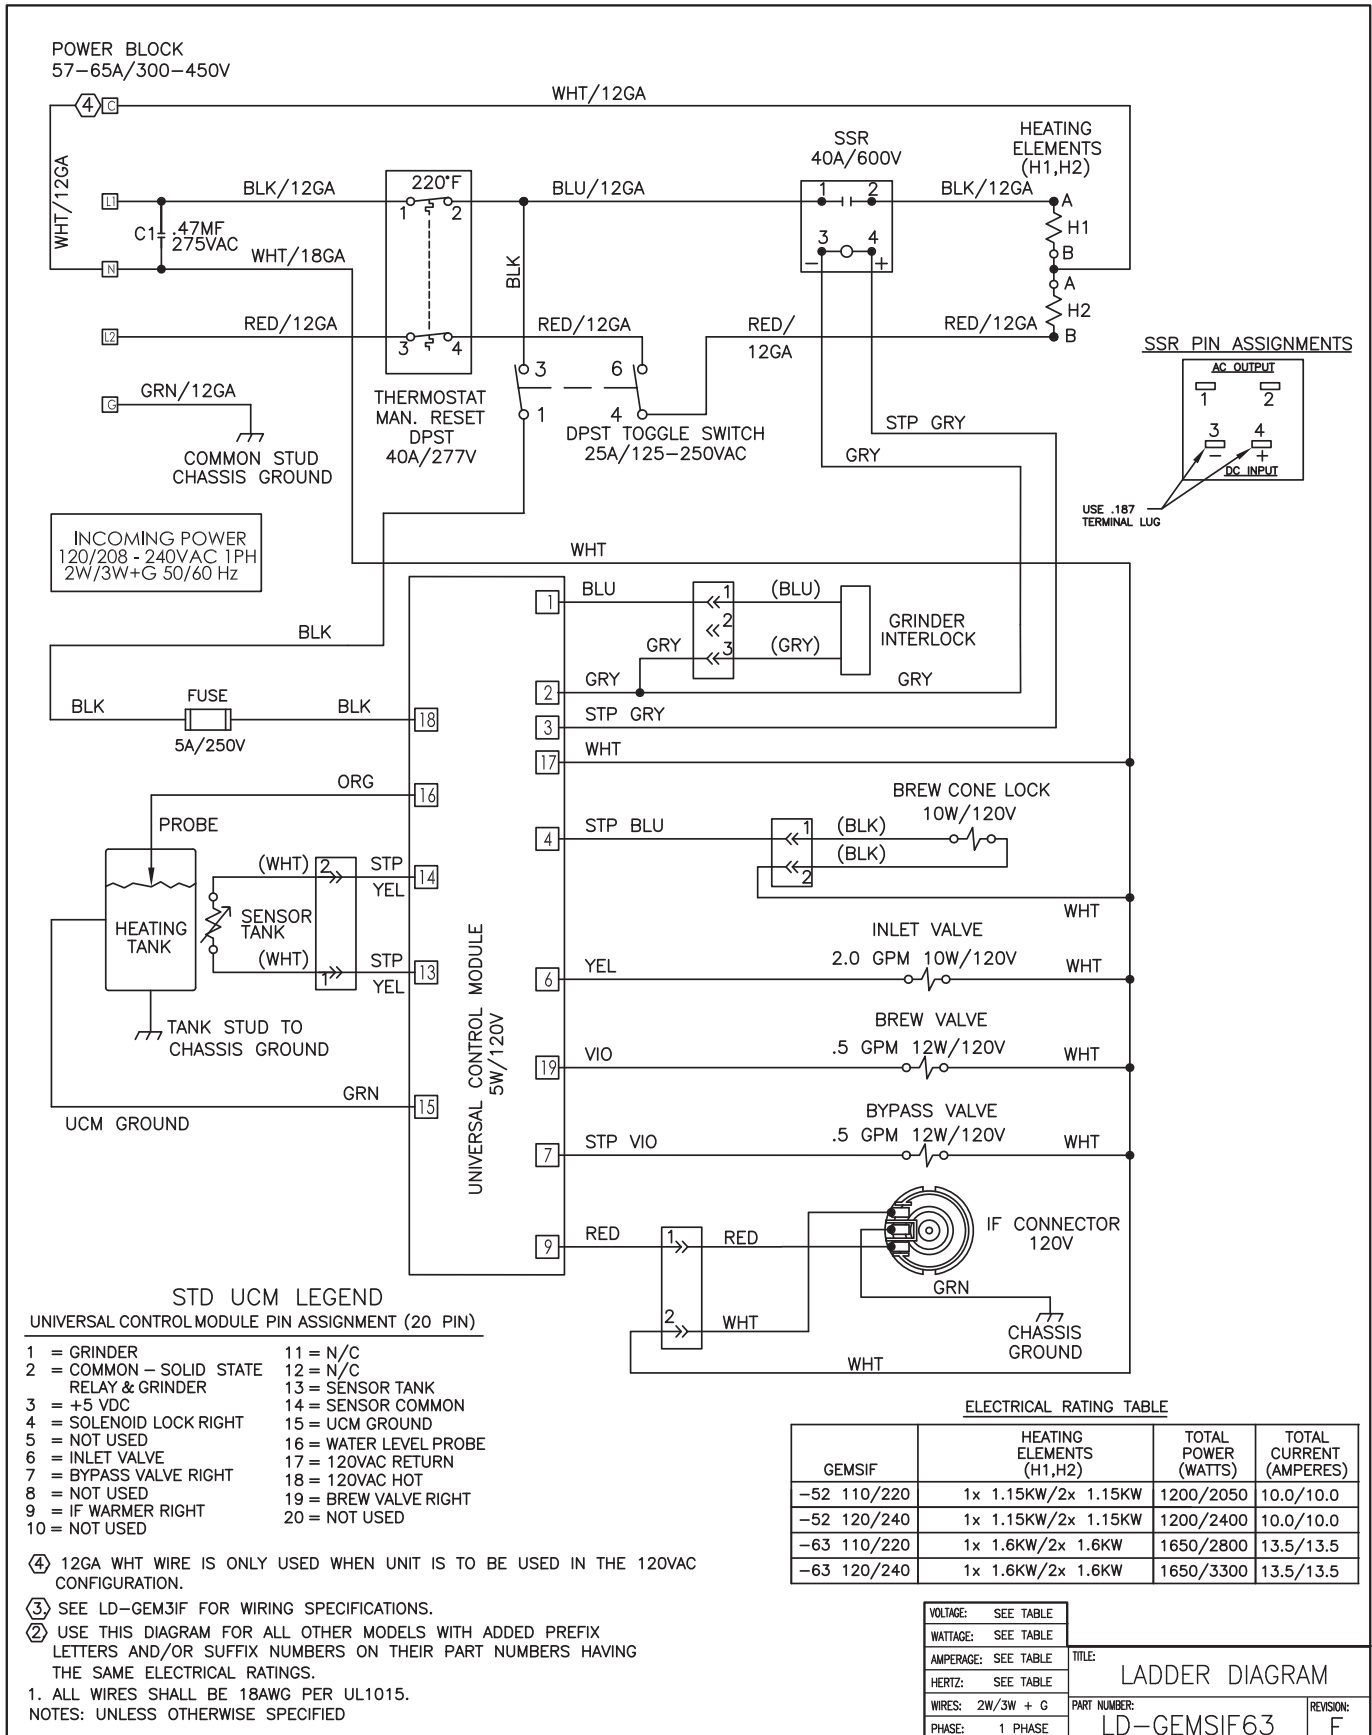 POWER BLOCK
57-65A/300-450V
4
C
WHT/12GA
WHT/12GA
HEATING
ELEMENTS
(H1,H2)
SSR
40A/600V
L1
BLK/12GA
220°F
1
2
BLU/12GA
1
2
BLK/12GA
A
H1
B
C1
.47MF
275VAC
3
4
-
+
N
WHT/18GA
BLK
A
H2
B
L2
RED/12GA
3
4
RED/12GA
RED/
12GA
RED/12GA
G
GRN/12GA
COMMON STUD
CHASSIS GROUND
THERMOSTAT
MAN. RESET
DPST
40A/277V
3
1
6
4
DPST TOGGLE SWITCH
25A/125-250VAC
STP GRY
GRY
SSR PIN ASSIGNMENTS
AC OUTPUT
1
2
3
4
-
+
DC INPUT
USE .187
TERMINAL LUG
INCOMING POWER
120/208 - 240VAC 1PH
2W/3W+G 50/60 Hz
WHT
1
BLU
1
(BLU)
2
GRY
3
(GRY)
GRINDER
INTERLOCK
BLK
2
GRY
GRY
BLK
FUSE
5A/250V
BLK
18
3
STP GRY
17
WHT
ORG
16
PROBE
BREW CONE LOCK
10W/120V
4
STP BLU
1
(BLK)
(BLK)
2
WHT
HEATING
TANK
(WHT)
2
STP
YEL
14
SENSOR
TANK
(WHT)
1
STP
YEL
13
INLET VALVE
6
YEL
2.0 GPM 10W/120V
WHT
TANK STUD TO
CHASSIS GROUND
UNIVERSAL CONTROL MODULE
5W/120V
BREW VALVE
19
VIO
.5 GPM 12W/120V
WHT
GRN
15
UCM GROUND
BYPASS VALVE
7
STP VIO
.5 GPM 12W/120V
WHT
9
RED
1
RED
IF CONNECTOR
120V
GRN
2
WHT
CHASSIS
GROUND
WHT
STD UCM LEGEND
UNIVERSAL CONTROL MODULE PIN ASSIGNMENT (20 PIN)
1 = GRINDER
2 = COMMON - SOLID STATE
RELAY & GRINDER
3 = +5 VDC
4 = SOLENOID LOCK RIGHT
5 = NOT USED
6 = INLET VALVE
7 = BYPASS VALVE RIGHT
8 = NOT USED
9 = IF WARMER RIGHT
10 = NOT USED
11 = N/C
12 = N/C
13 = SENSOR TANK
14 = SENSOR COMMON
15 = UCM GROUND
16 = WATER LEVEL PROBE
17 = 120VAC RETURN
18 = 120VAC HOT
19 = BREW VALVE RIGHT
20 = NOT USED
4 12GA WHT WIRE IS ONLY USED WHEN UNIT IS TO BE USED IN THE 120VAC
CONFIGURATION.
3. SEE LD-GEM3IF FOR WIRING SPECIFICATIONS.
2 USE THIS DIAGRAM FOR ALL OTHER MODELS WITH ADDED PREFIX
LETTERS AND/OR SUFFIX NUMBERS ON THEIR PART NUMBERS HAVING
THE SAME ELECTRICAL RATINGS.
1. ALL WIRES SHALL BE 18AWG PER UL1015.
NOTES: UNLESS OTHERWISE SPECIFIED
ELECTRICAL RATING TABLE
GEMSIF HEATING ELEMENTS (H1,H2) TOTAL POWER (WATTS) TOTAL CURRENT (AMPERES)
-52 110/220 1x 1.15KW/2x 1.15KW 1200/2050 10.0/10.0
-52 120/240 1x 1.15KW/2x 1.15KW 1200/2400 10.0/10.0
-63 110/220 1x 1.6KW/2x 1.6KW 1650/2800 13.5/13.5
-63 120/240 1x 1.6KW/2x 1.6KW 1650/3300 13.5/13.5
VOLTAGE: SEE TABLE
WATTAGE: SEE TABLE
AMPERAGE: SEE TABLE
HERTZ: SEE TABLE
WIRES: 2W/3W + G
PHASE: 1 PHASE
TITLE:
LADDER DIAGRAM
PART NUMBER:
LD-GEMSIF63
REVISION:
F